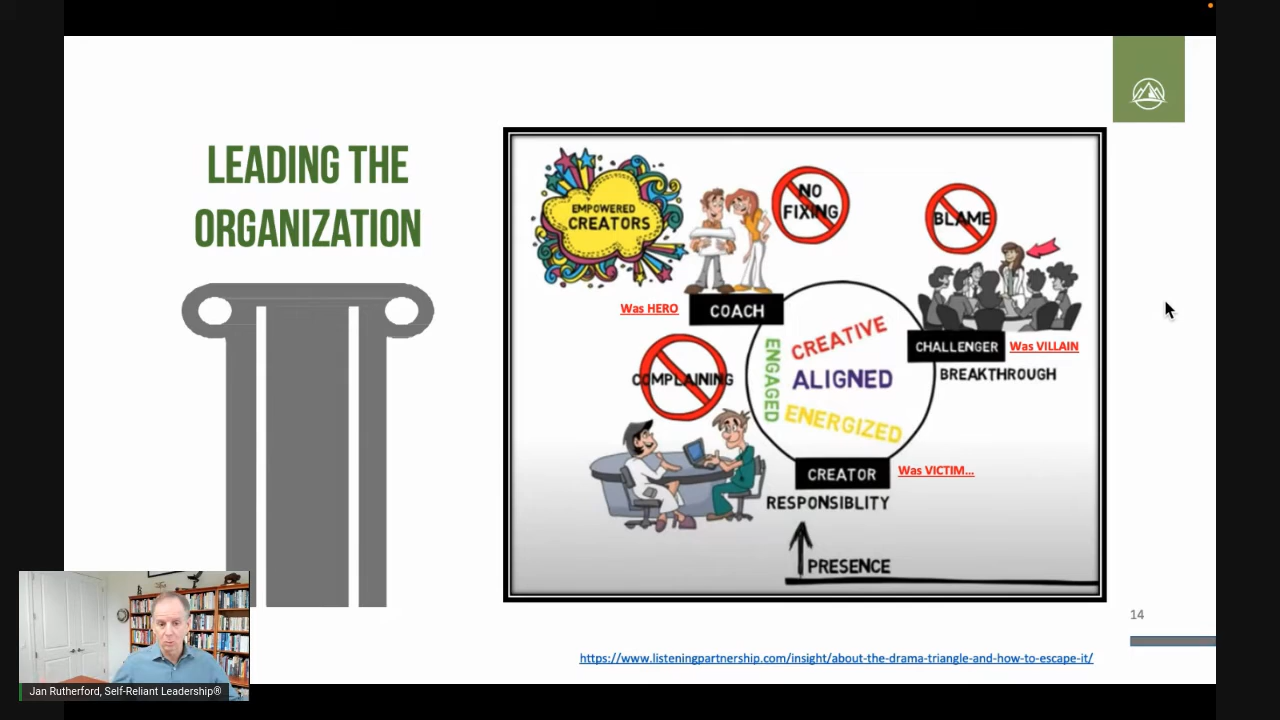 LEADING THE
ORGANIZATION
EMPOWERED
CREATORS
NO
FIXING
BLAME
Was HERO
COACH
CHALLENGER
Was VILLAIN
BREAKTHROUGH
COMPLAINING
ENGAGED
CREATIVE
ALIGNED
ENERGIZED
CREATOR
Was VICTIM...
RESPONSIBLITY
PRESENCE
14
https://www.listeningpartnership.com/insight/about-the-drama-triangle-and-how-to-escape-it/
Jan Rutherford, Self-Reliant Leadership®